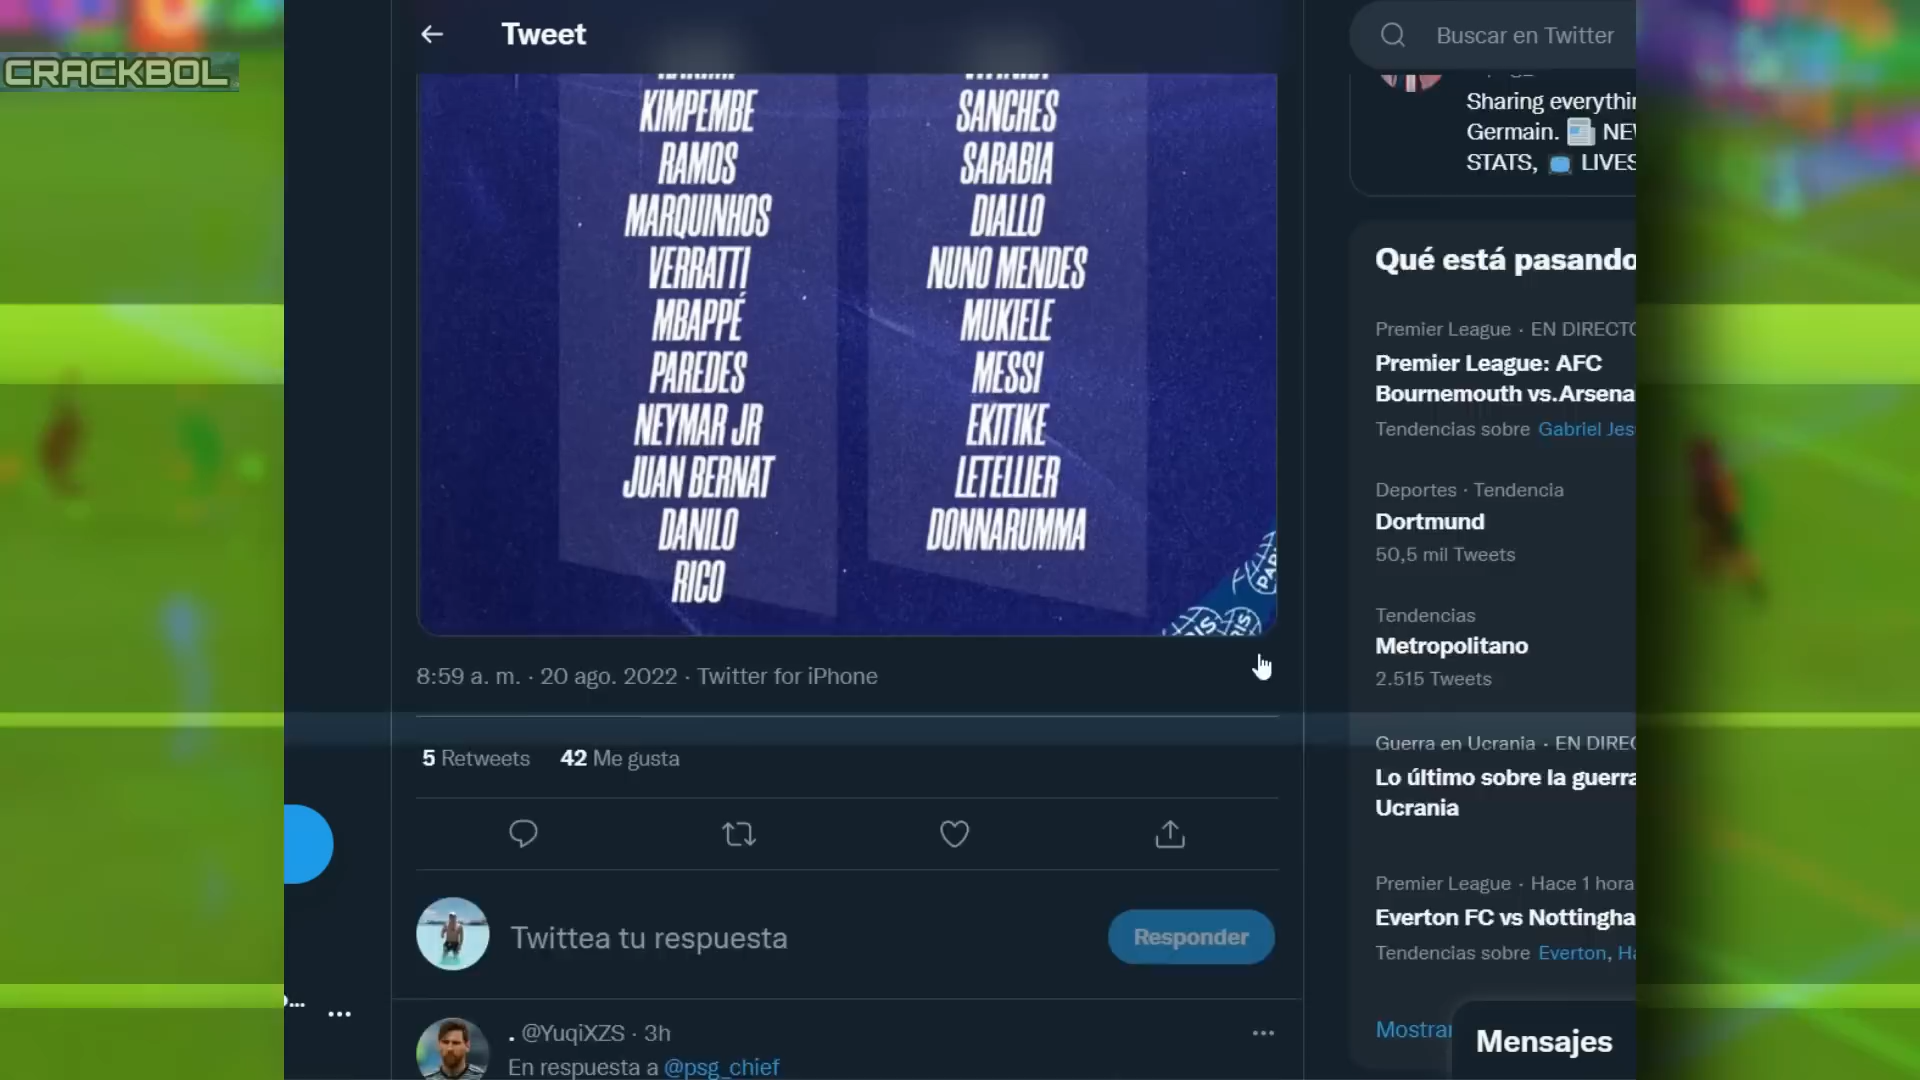 CRACKBOL
Tweet
KIMPEMBE
RAMOS
MARQUINHOS
VERRATTI
MBAPPÉ
PAREDES
NEYMAR JR
JUAN BERNAT
DANILO
RICO
SANCHES
SARABIA
DIALLO
NUNO MENDES
MUKIELE
MESSI
EKITIKE
LETELLIER
DONNARUMMA
8:59 a. m. · 20 ago. 2022 · Twitter for iPhone
5 Retweets 42 Me gusta
Twittea tu respuesta
Responder
. @YuqiXZS · 3h
En respuesta a @psg_chief
Buscar en Twitter
Sharing everythin
Germain. NEW
STATS, LIVES
Qué está pasando
Premier League · EN DIRECTO
Premier League: AFC
Bournemouth vs.Arsena
Tendencias sobre Gabriel Jesu
Deportes · Tendencia
Dortmund
50,5 mil Tweets
Tendencias
Metropolitano
2.515 Tweets
Guerra en Ucrania · EN DIREC
Lo último sobre la guerra
Ucrania
Premier League · Hace 1 hora
Everton FC vs Nottingha
Tendencias sobre Everton, Ha
Mostrar
Mensajes